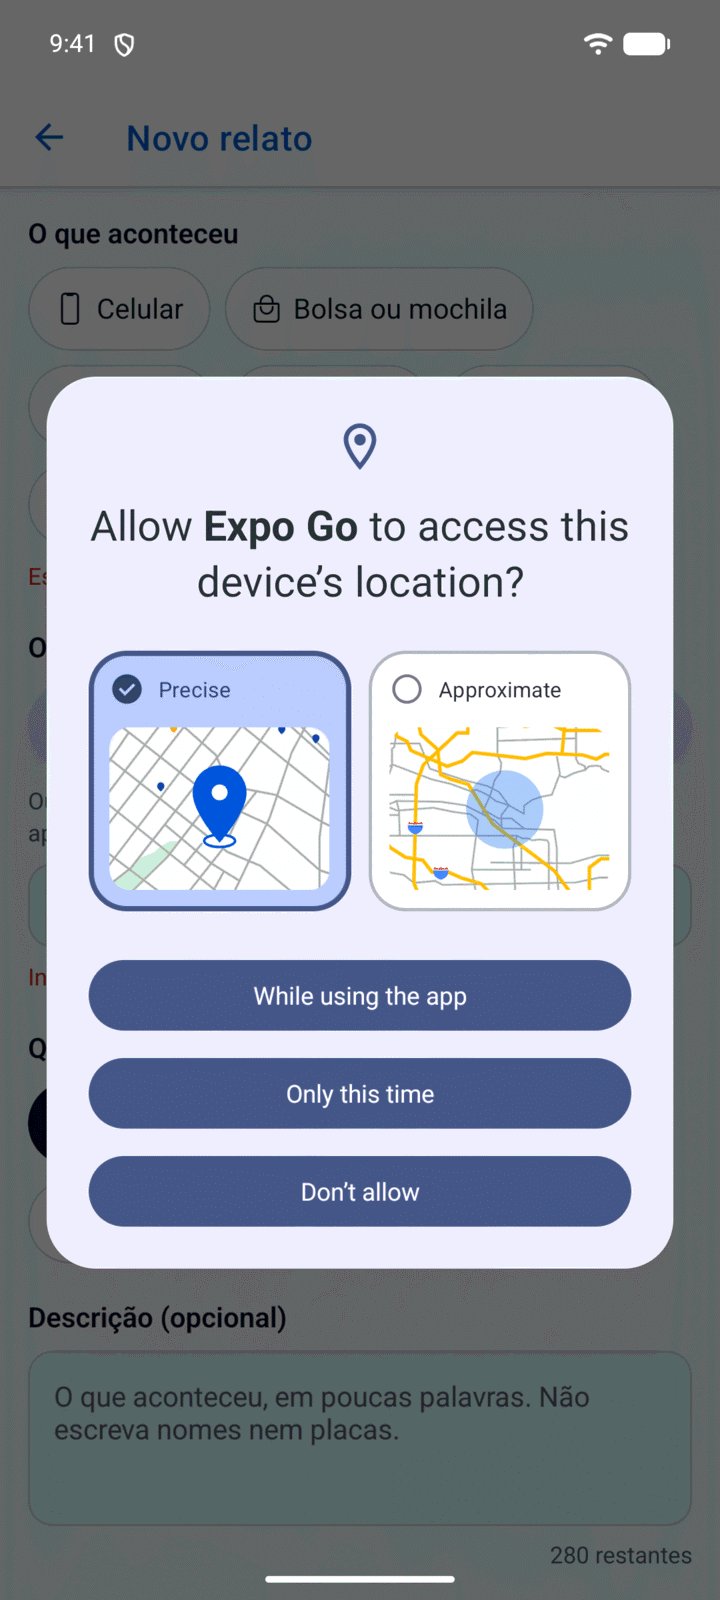 9:41
Novo relato
O que aconteceu
Celular
Bolsa ou mochila
Allow Expo Go to access this
device’s location?
Precise
Approximate
While using the app
Only this time
Don’t allow
Descrição (opcional)
O que aconteceu, em poucas palavras. Não
escreva nomes nem placas.
280 restantes